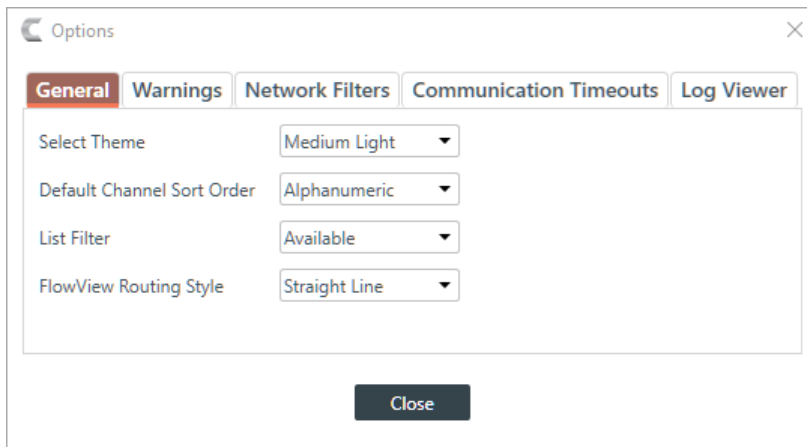 Options
General Warnings Network Filters Communication Timeouts Log Viewer
Select Theme Medium Light
Default Channel Sort Order Alphanumeric
List Filter Available
FlowView Routing Style Straight Line
Close